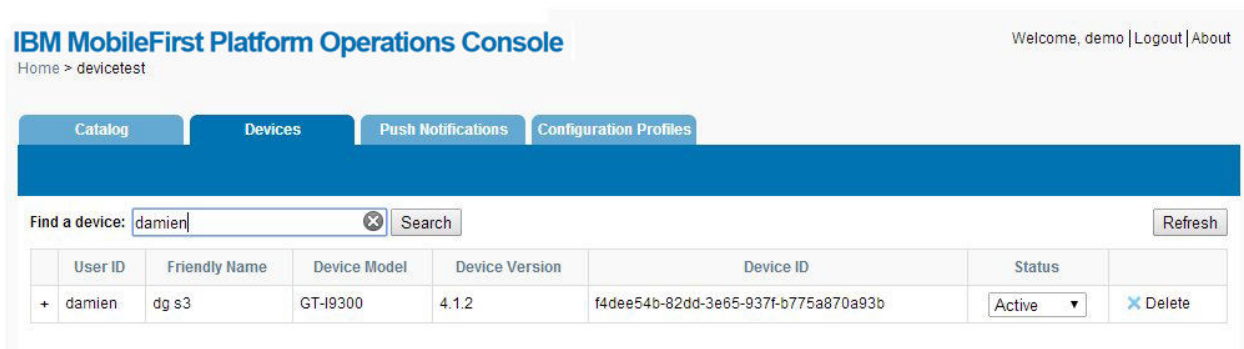 IBM MobileFirst Platform Operations Console
Welcome, demo | Logout | About
Home > devicetest
Catalog Devices Push Notifications Configuration Profiles
Find a device: damien Search Refresh
User ID Friendly Name Device Model Device Version Device ID Status
+ damien dg s3 GT-I9300 4.1.2 f4dee54b-82dd-3e65-937f-b775a870a93b Active Delete